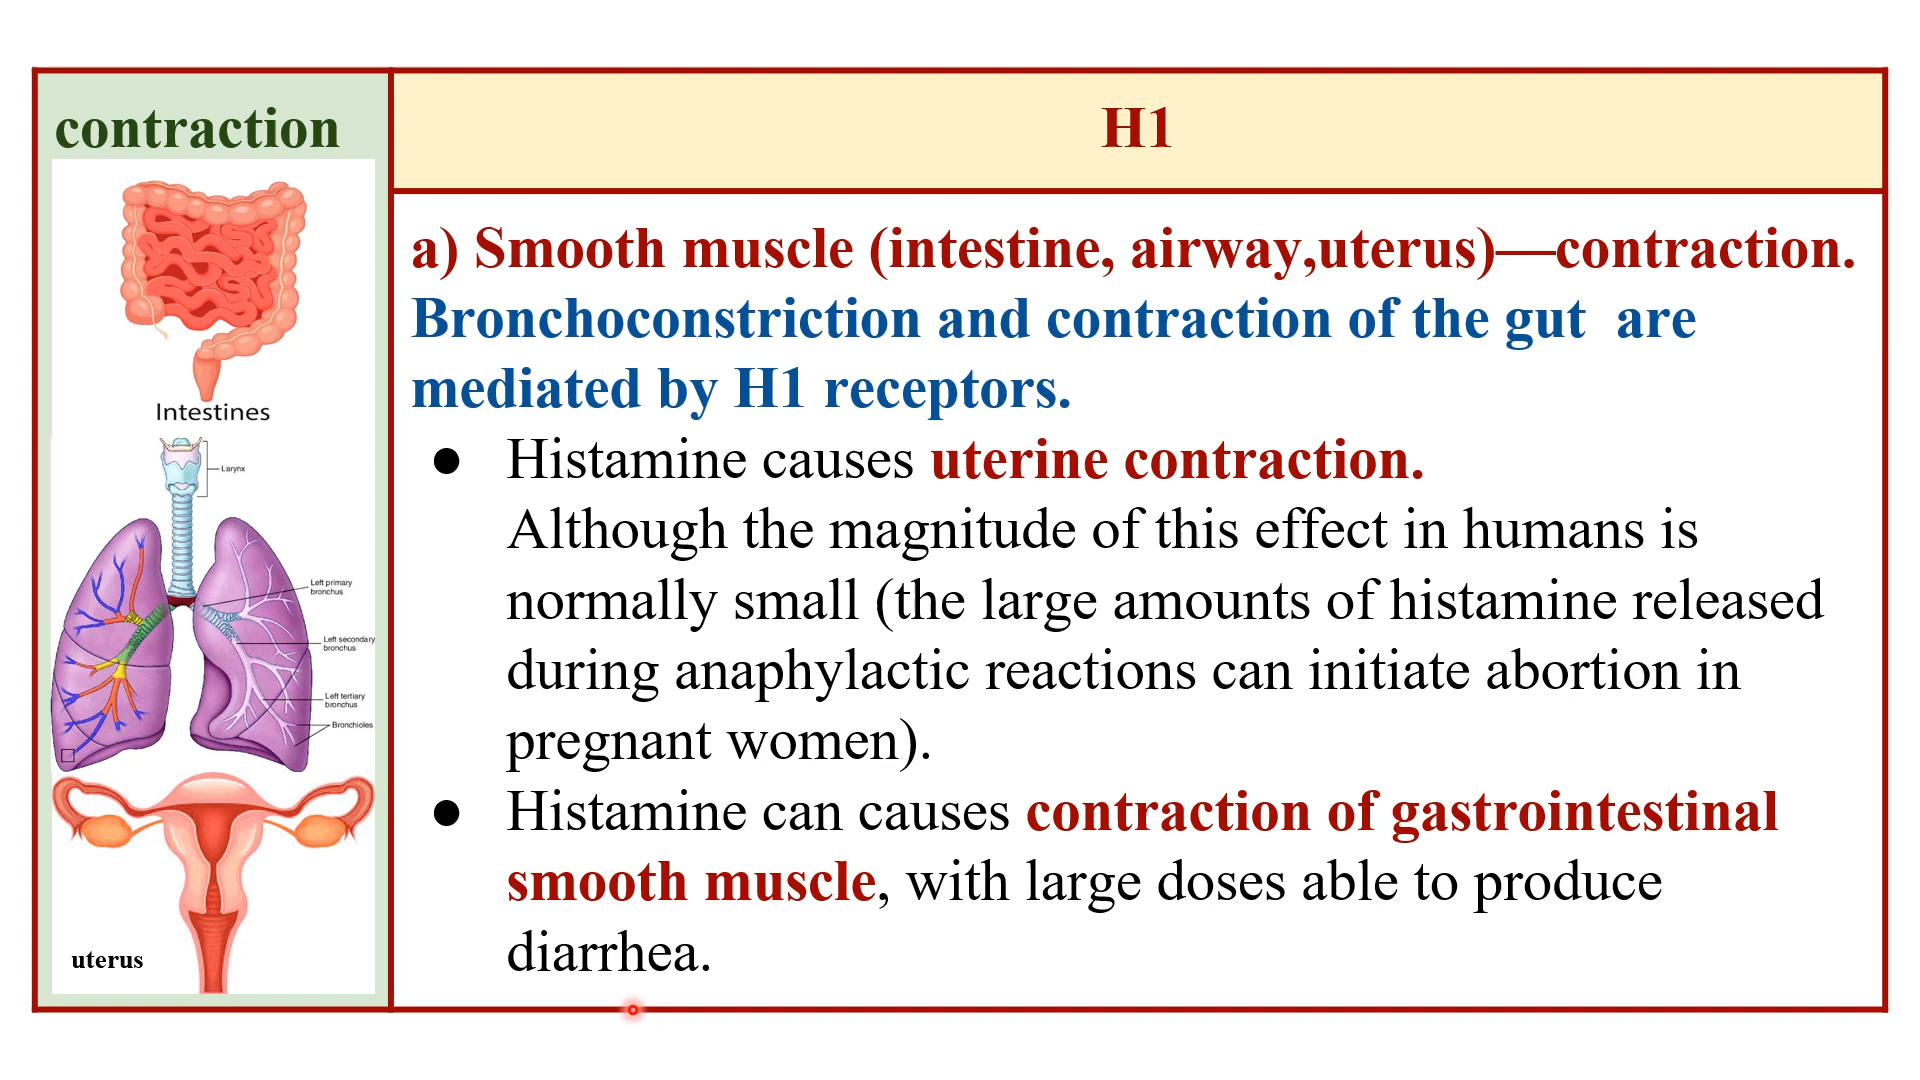 contraction
Intestines
Larynx
Left primary
bronchus
Left secondary
bronchus
Left tertiary
bronchus
Bronchioles
uterus
H1
a) Smooth muscle (intestine, airway,uterus)—contraction.
Bronchoconstriction and contraction of the gut  are
mediated by H1 receptors.
● Histamine causes uterine contraction.
Although the magnitude of this effect in humans is
normally small (the large amounts of histamine released
during anaphylactic reactions can initiate abortion in
pregnant women).
● Histamine can causes contraction of gastrointestinal
smooth muscle, with large doses able to produce
diarrhea.